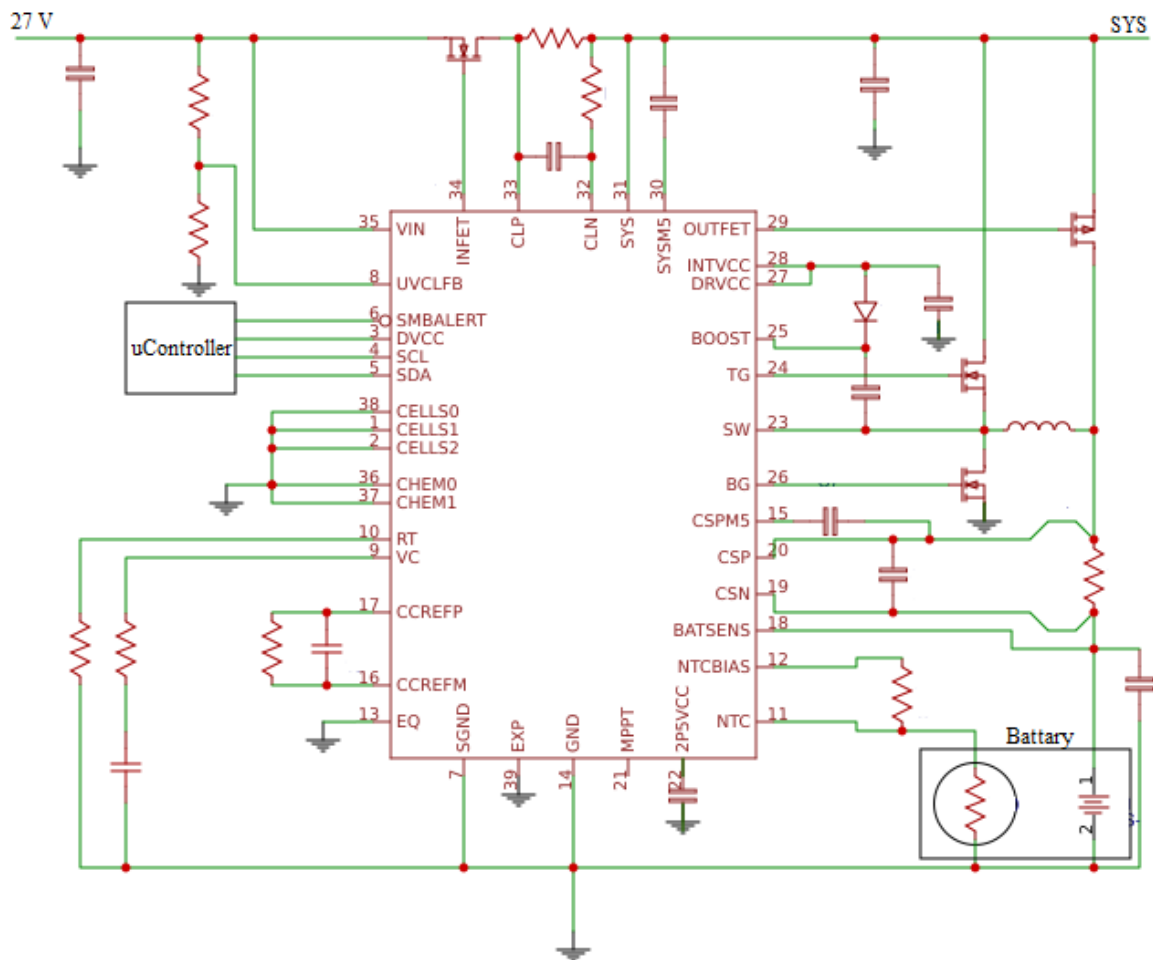 27 V
SYS
34
33
32
31
30
INFET
CLP
CLN
SYS
SYSM5
35 VIN
8 UVCLFB
uController
6 SMBALERT
3 DVCC
4 SCL
5 SDA
38 CELLS0
1 CELLS1
2 CELLS2
36 CHEM0
37 CHEM1
10 RT
9 VC
17 CCREFP
16 CCREFM
13 EQ
OUTFET 29
INTVCC 28
DRVCC 27
BOOST 25
TG 24
SW 23
BG 26
CSPM5 15
CSP 20
CSN 19
BATSENS 18
NTCBIAS 12
NTC 11
SGND
EXP
GND
MPPT
2P5VCC
7
39
14
21
22
Battary
1
2